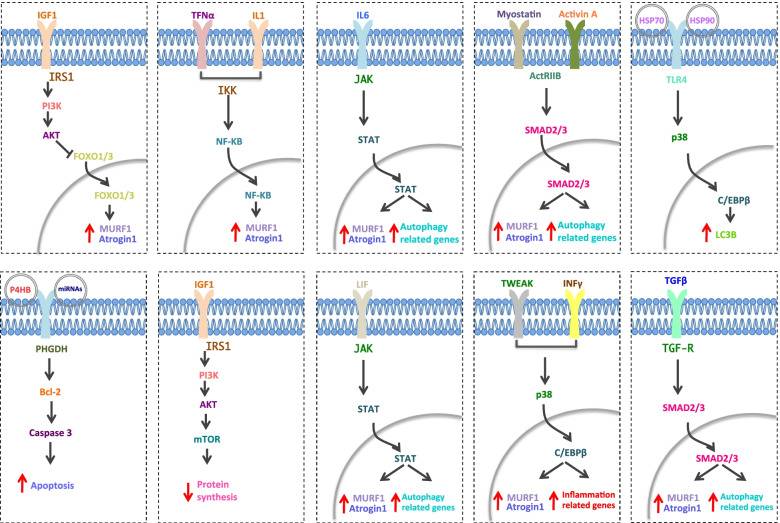 IGF1
IRS1
PI3K
AKT
FOXO1/3
FOXO1/3
MURF1
Atrogin1
TFNα
IL1
IKK
NF-KB
NF-KB
MURF1
Atrogin1
IL6
JAK
STAT
STAT
MURF1
Atrogin1
Autophagy
related genes
Myostatin
Activin A
ActRIIB
SMAD2/3
SMAD2/3
MURF1
Atrogin1
Autophagy
related genes
HSP70
HSP90
TLR4
p38
C/EBPβ
LC3B
P4HB
miRNAs
PHGDH
Bcl-2
Caspase 3
Apoptosis
IGF1
IRS1
PI3K
AKT
mTOR
Protein
synthesis
LIF
JAK
STAT
STAT
MURF1
Atrogin1
Autophagy
related genes
TWEAK
INFγ
p38
C/EBPβ
MURF1
Atrogin1
Inflammation
related genes
TGFβ
TGF-R
SMAD2/3
SMAD2/3
MURF1
Atrogin1
Autophagy
related genes